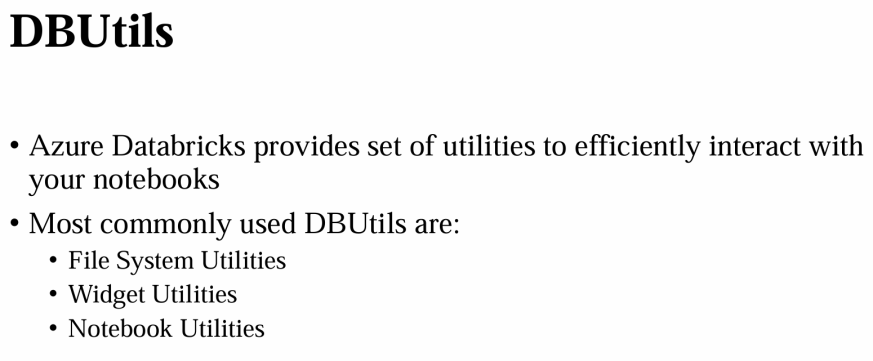 DBUtils
• Azure Databricks provides set of utilities to efficiently interact with
your notebooks
• Most commonly used DBUtils are:
• File System Utilities
• Widget Utilities
• Notebook Utilities